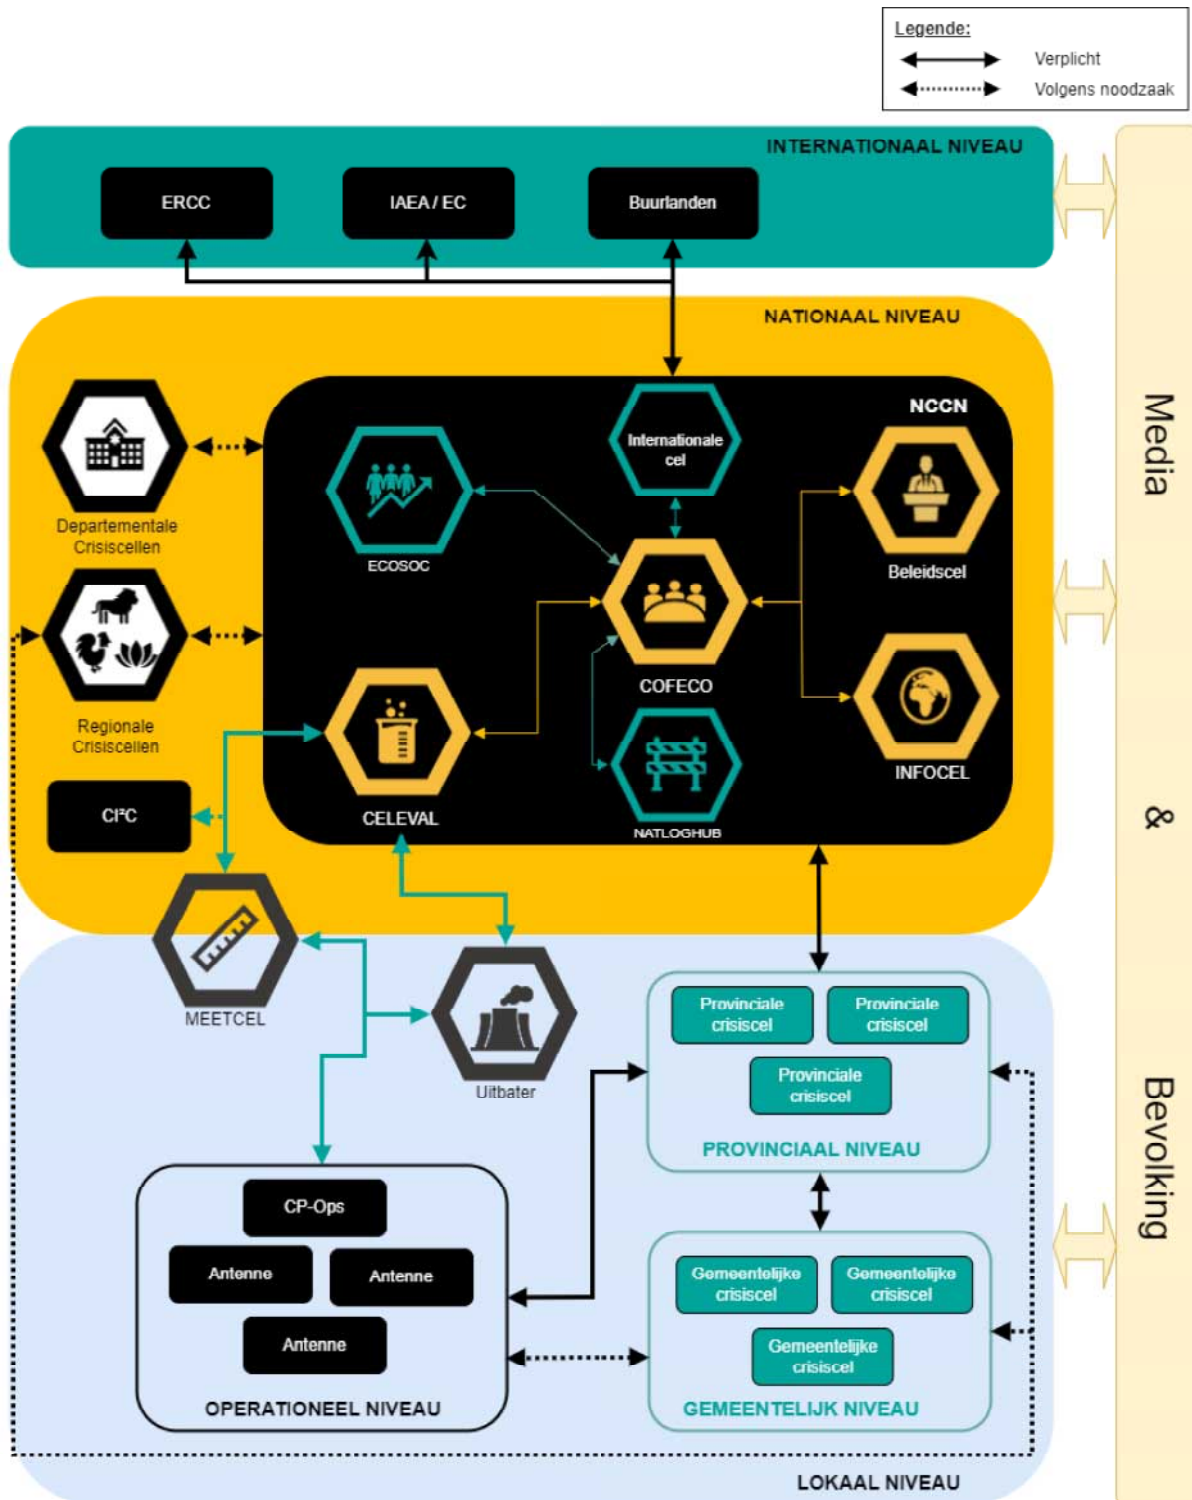 Legende:
Verplicht
Volgens noodzaak
INTERNATIONAAL NIVEAU
ERCC
IAEA / EC
Buurlanden
NATIONAAL NIVEAU
NCCN
Internationale
cel
Departementale
Crisiscellen
ECOSOC
Beleidscel
Regionale
Crisiscellen
COFECO
INFOCEL
CI²C
CELEVAL
NATLOGHUB
MEETCEL
Uitbater
Provinciale
crisiscel
Provinciale
crisiscel
Provinciale
crisiscel
PROVINCIAAL NIVEAU
CP-Ops
Antenne
Antenne
Antenne
OPERATIONEEL NIVEAU
Gemeentelijke
crisiscel
Gemeentelijke
crisiscel
Gemeentelijke
crisiscel
GEMEENTELIJK NIVEAU
LOKAAL NIVEAU
Media & Bevolking